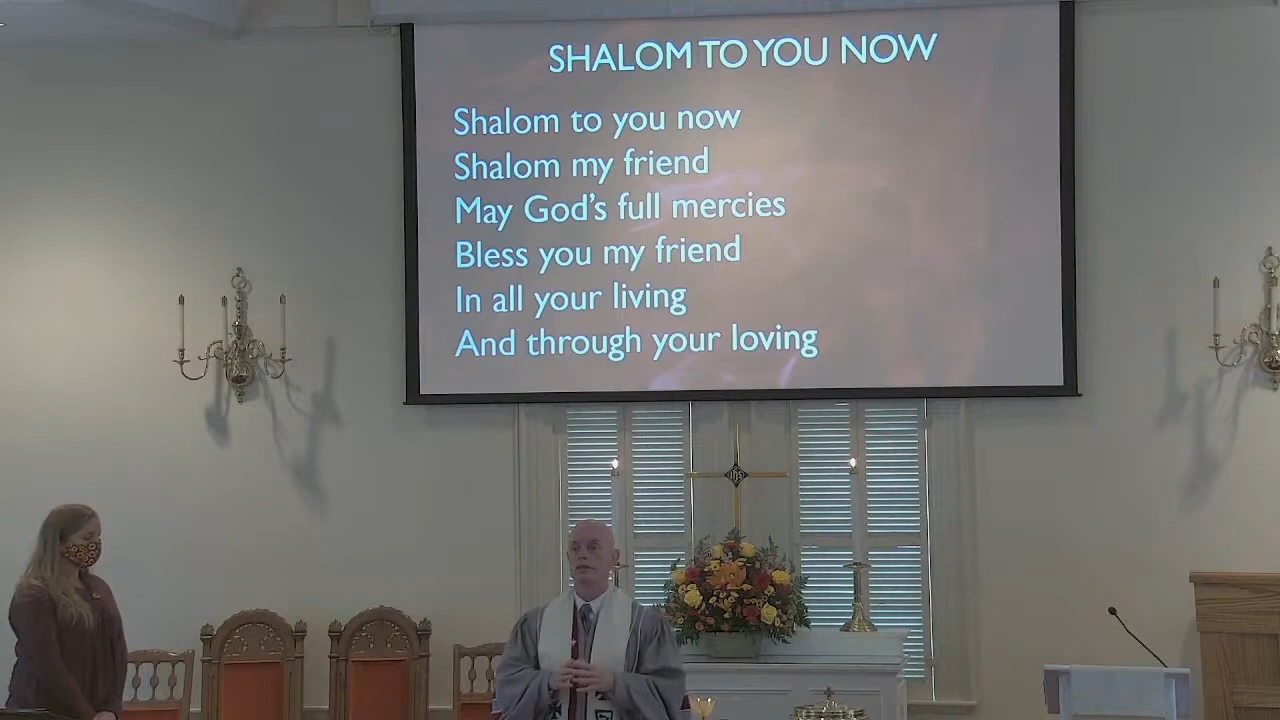 SHALOM TO YOU NOW
Shalom to you now
Shalom my friend
May God's full mercies
Bless you my friend
In all your living
And through your loving
IHS